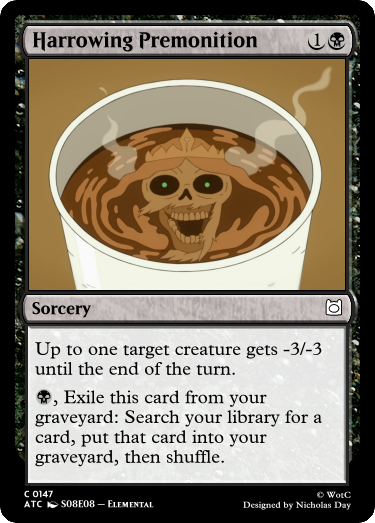 Harrowing Premonition 1
Sorcery
Up to one target creature gets -3/-3
until the end of the turn.
, Exile this card from your
graveyard: Search your library for a
card, put that card into your
graveyard, then shuffle.
C 0147
© WotC
ATC S08E08 — Elemental
Designed by Nicholas Day